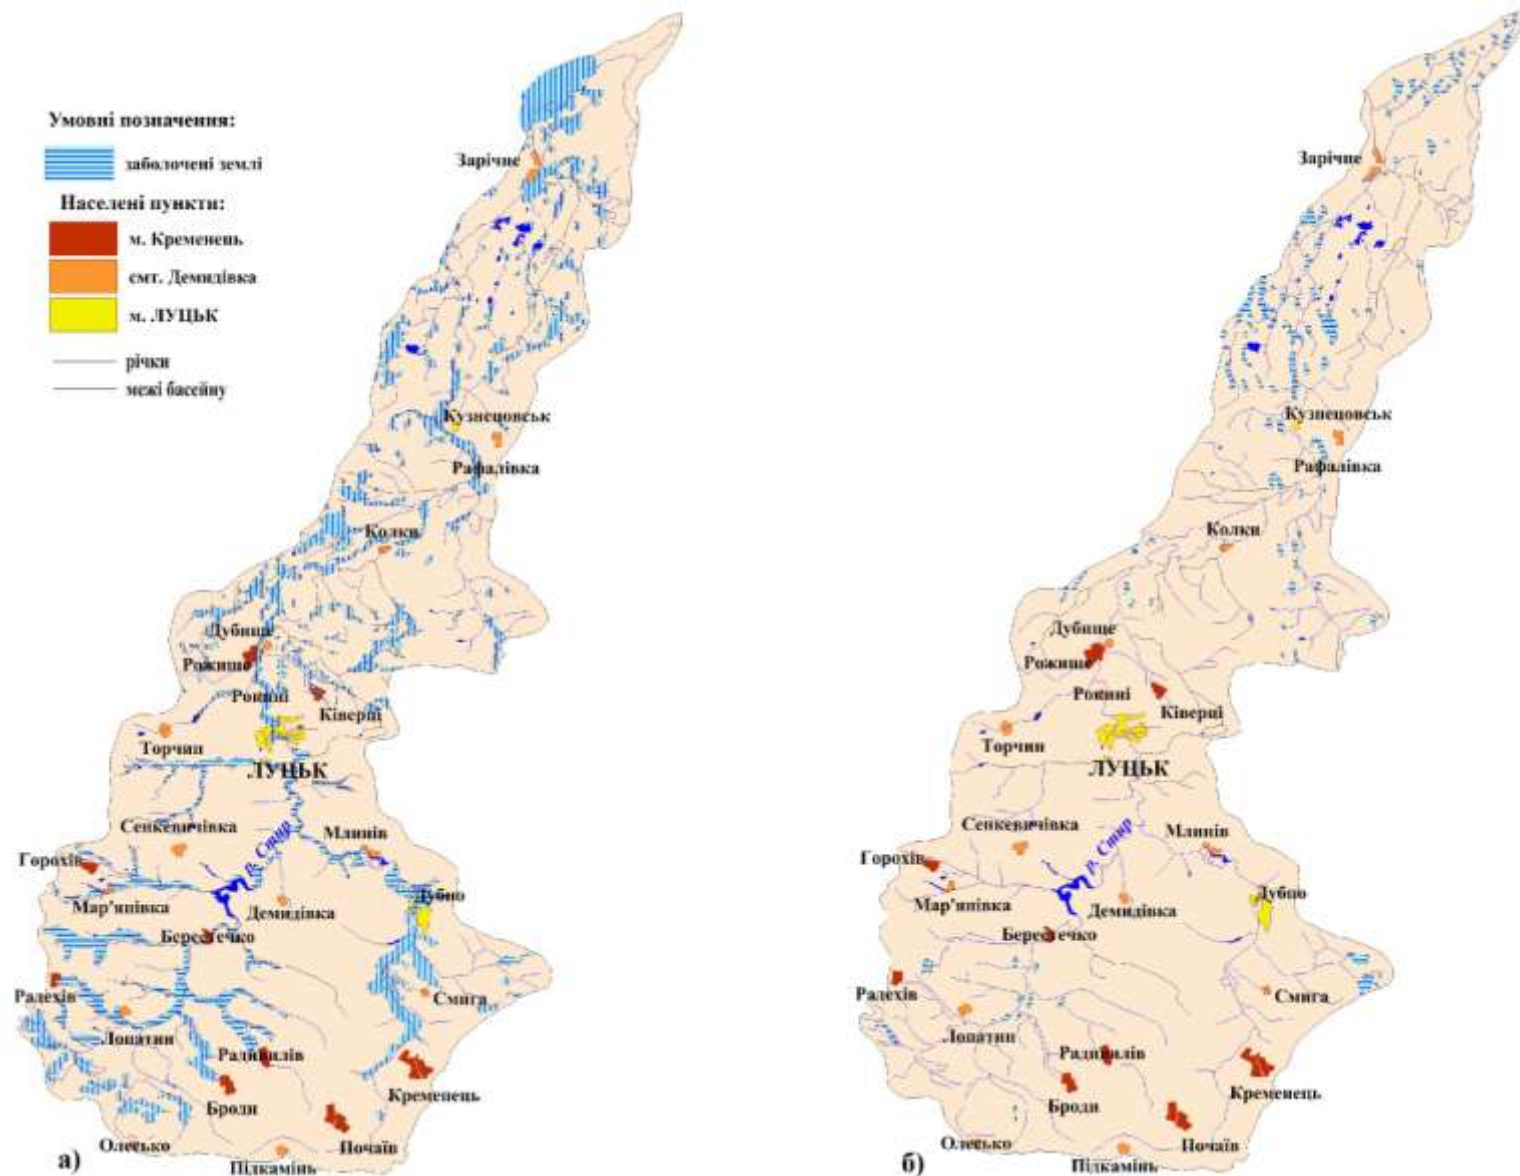 Умовні позначення:
заболочені землі
Населені пункти:
м. Кременець
смт. Демидівка
м. ЛУЦЬК
річки
межі басейну
Зарічне
Кузнецовськ
Рафалівка
Колки
Дубище
Рожище
Рокині
Ківерці
Торчин
ЛУЦЬК
Сенкевичівка
р. Стир
Млинів
Горохів
Мар'янівка
Демидівка
Дубно
Берестечко
Радехів
Смига
Лопатин
Радивилів
Броди
Кременець
Олесько
Почаїв
Підкамінь
а)
Зарічне
Кузнецовськ
Рафалівка
Колки
Дубище
Рожище
Рокині
Ківерці
Торчин
ЛУЦЬК
Сенкевичівка
р. Стир
Млинів
Горохів
Мар'янівка
Демидівка
Дубно
Берестечко
Радехів
Смига
Лопатин
Радивилів
Броди
Кременець
Олесько
Почаїв
Підкамінь
б)